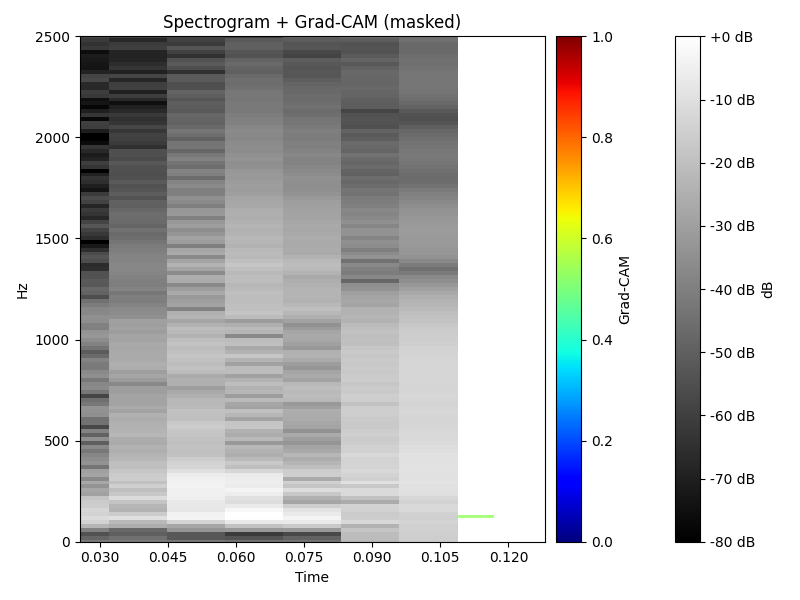 Spectrogram + Grad-CAM (masked)
2500
2000
1500
1000
500
0
Hz
0.030
0.045
0.060
0.075
0.090
0.105
0.120
Time
1.0
0.8
0.6
0.4
0.2
0.0
Grad-CAM
+0 dB
-10 dB
-20 dB
-30 dB
-40 dB
-50 dB
-60 dB
-70 dB
-80 dB
dB